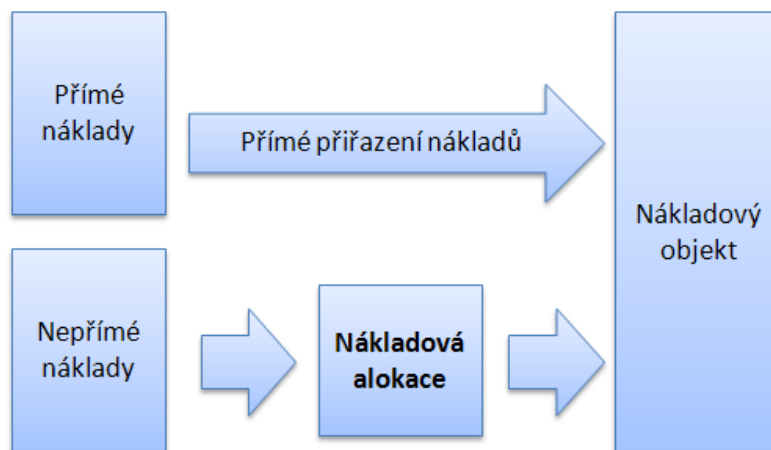 Přímé
náklady
Přímé přiřazení nákladů
Nákladový
objekt
Nepřímé
náklady
Nákladová
alokace